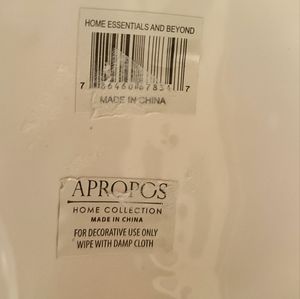 HOME ESSENTIALS AND BEYOND
MADE IN CHINA
APROPOS
HOME COLLECTION
MADE IN CHINA
FOR DECORATIVE USE ONLY
WIPE WITH DAMP CLOTH